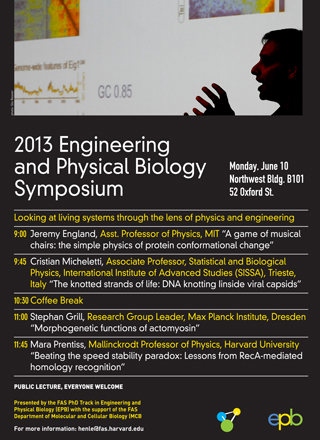 Genome-wide features of Eig1
GC 0.85
2013 Engineering
and Physical Biology
Symposium
Monday, June 10
Northwest Bldg. B101
52 Oxford St.
Looking at living systems through the lens of physics and engineering
9:00 Jeremy England, Asst. Professor of Physics, MIT “A game of musical
chairs: the simple physics of protein conformational change”
9:45 Cristian Micheletti, Associate Professor, Statistical and Biological
Physics, International Institute of Advanced Studies (SISSA), Trieste,
Italy “The knotted strands of life: DNA knotting linside viral capsids”
10:30 Coffee Break
11:00 Stephan Grill, Research Group Leader, Max Planck Institute, Dresden
“Morphogenetic functions of actomyosin”
11:45 Mara Prentiss, Mallinckrodt Professor of Physics, Harvard University
“Beating the speed stability paradox: Lessons from RecA-mediated
homology recognition”
PUBLIC LECTURE, EVERYONE WELCOME
Presented by the FAS PhD Track in Engineering and
Physical Biology (EPB) with the support of the FAS
Department of Molecular and Cellular Biology (MCB
For more information: henle@fas.harvard.edu
epb